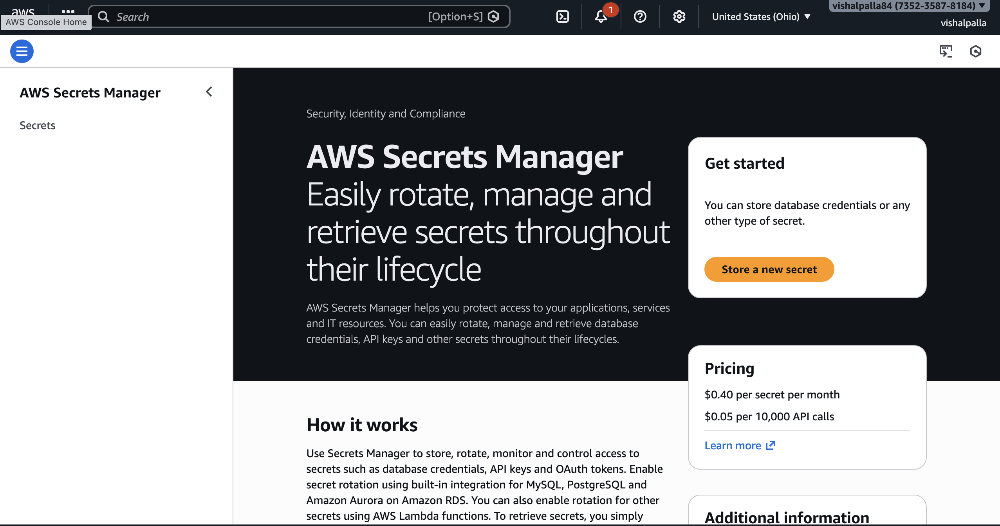 aws
AWS Console Home
Search
[Option+S]
1
United States (Ohio)
vishalpalla84 (7352-3587-8184)
vishalpalla
AWS Secrets Manager
Secrets
Security, Identity and Compliance
AWS Secrets Manager
Easily rotate, manage and
retrieve secrets throughout
their lifecycle
AWS Secrets Manager helps you protect access to your applications, services
and IT resources. You can easily rotate, manage and retrieve database
credentials, API keys and other secrets throughout their lifecycles.
Get started
You can store database credentials or any
other type of secret.
Store a new secret
Pricing
$0.40 per secret per month
$0.05 per 10,000 API calls
Learn more
How it works
Use Secrets Manager to store, rotate, monitor and control access to
secrets such as database credentials, API keys and OAuth tokens. Enable
secret rotation using built-in integration for MySQL, PostgreSQL and
Amazon Aurora on Amazon RDS. You can also enable rotation for other
secrets using AWS Lambda functions. To retrieve secrets, you simply
Additional information